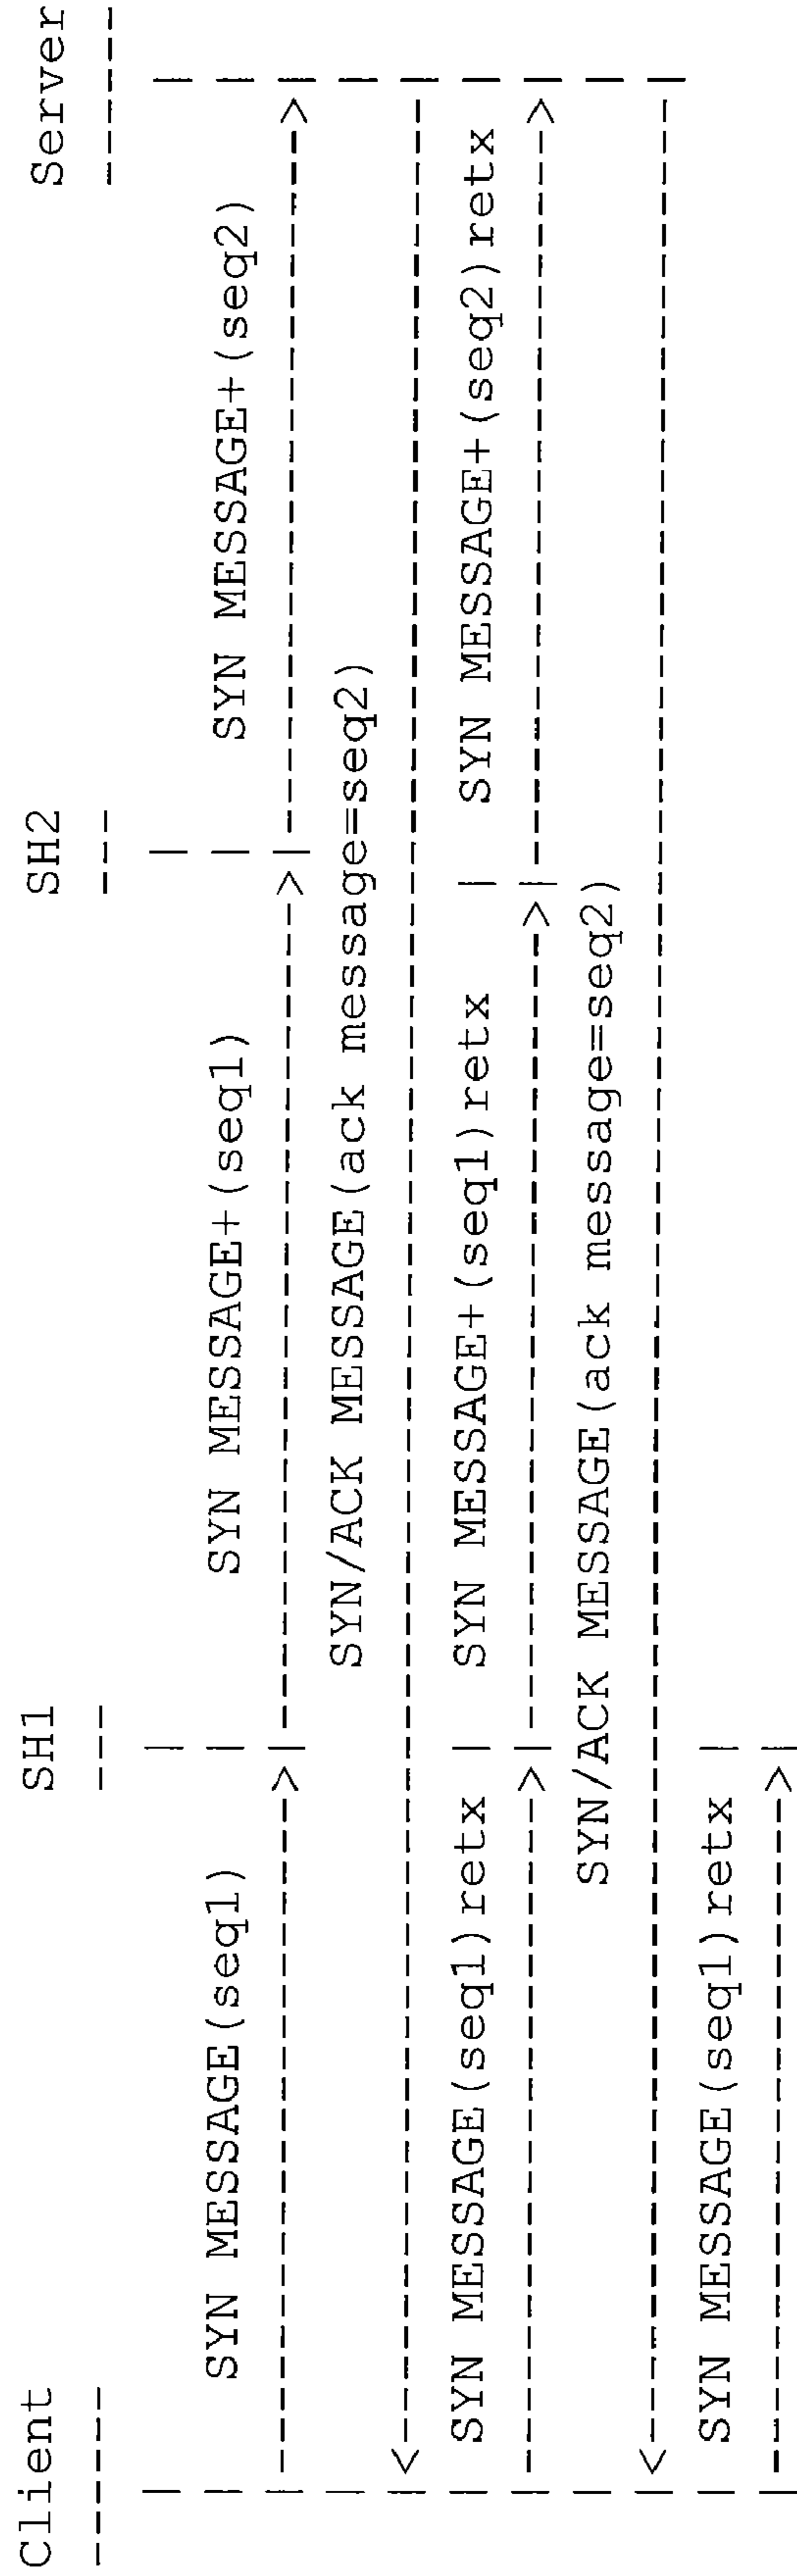 Client SH1 SH2 Server
SYN MESSAGE(seq1) SYN MESSAGE+(seq1) SYN MESSAGE+(seq2)
SYN/ACK MESSAGE(ack message=seq2)
SYN MESSAGE(seq1)retx SYN MESSAGE+(seq1)retx SYN MESSAGE+(seq2)retx
SYN/ACK MESSAGE(ack message=seq2)
SYN MESSAGE(seq1)retx